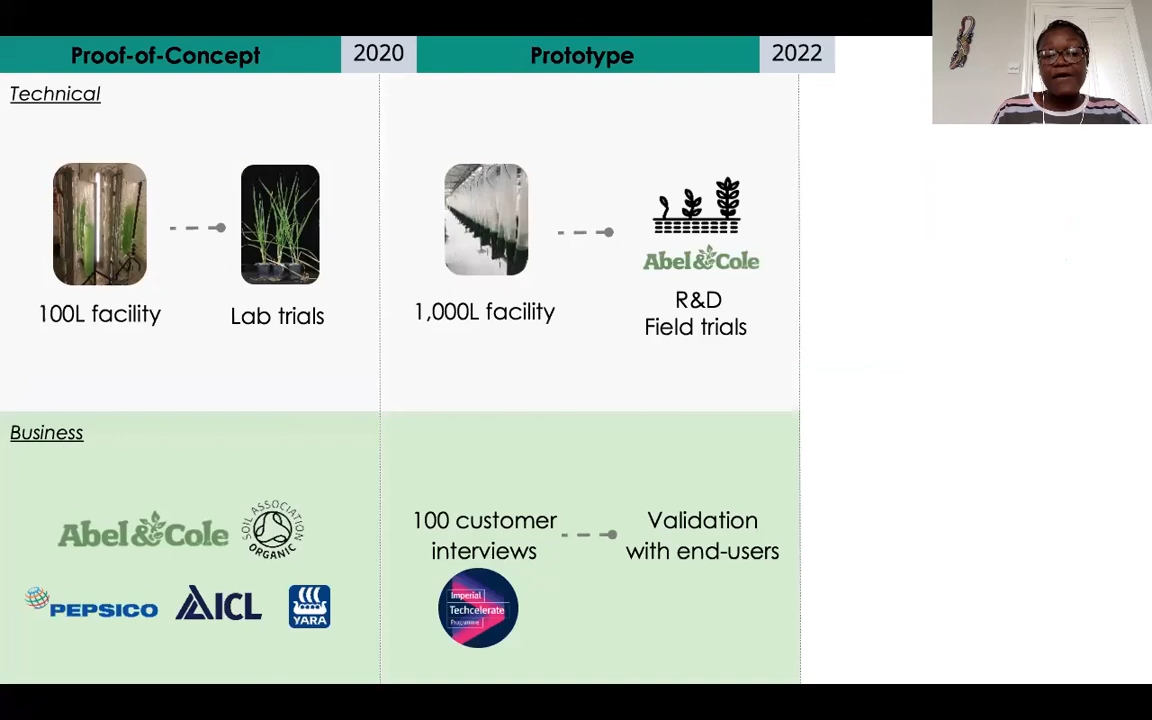 Proof-of-Concept
2020
Prototype
2022
Technical
100L facility
Lab trials
1,000L facility
Abel&Cole
R&D
Field trials
Business
Abel&Cole
SOIL ASSOCIATION
ORGANIC
PEPSICO
ICL
YARA
100 customer
interviews
Validation
with end-users
Imperial
Techcelerate
Programme